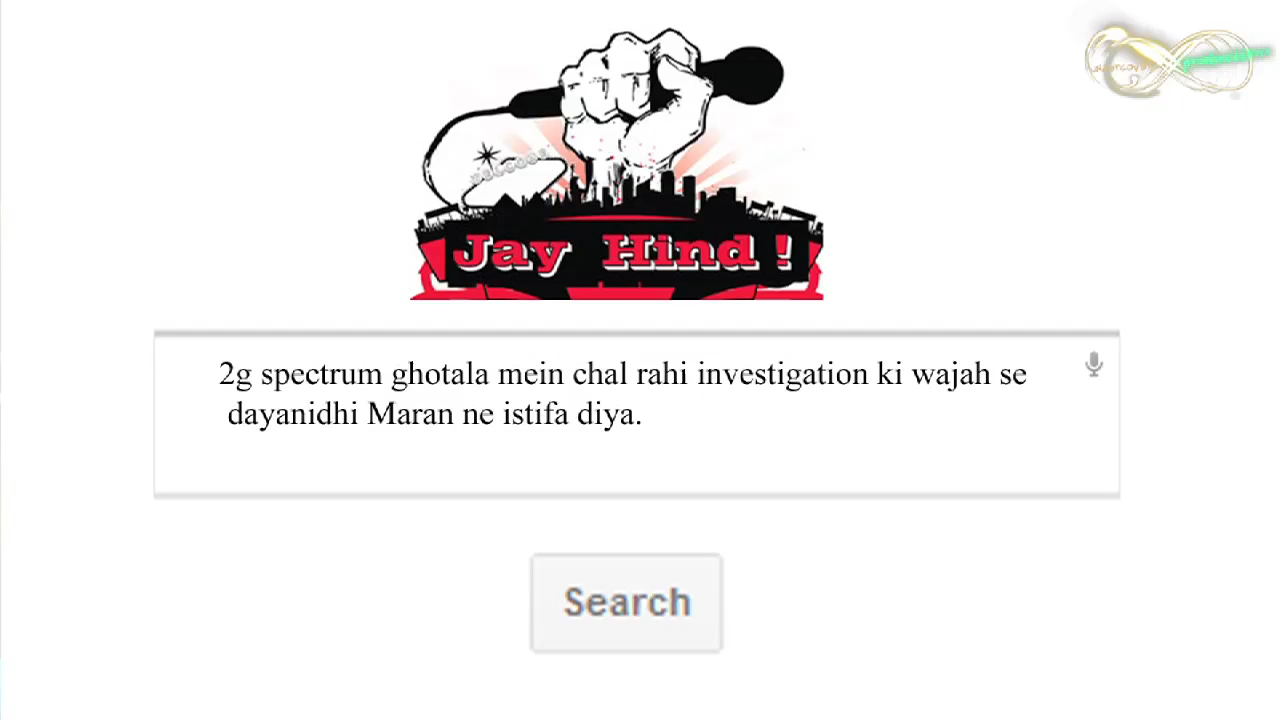 Jay Hind !
2g spectrum ghotala mein chal rahi investigation ki wajah se
dayanidhi Maran ne istifa diya.
Search